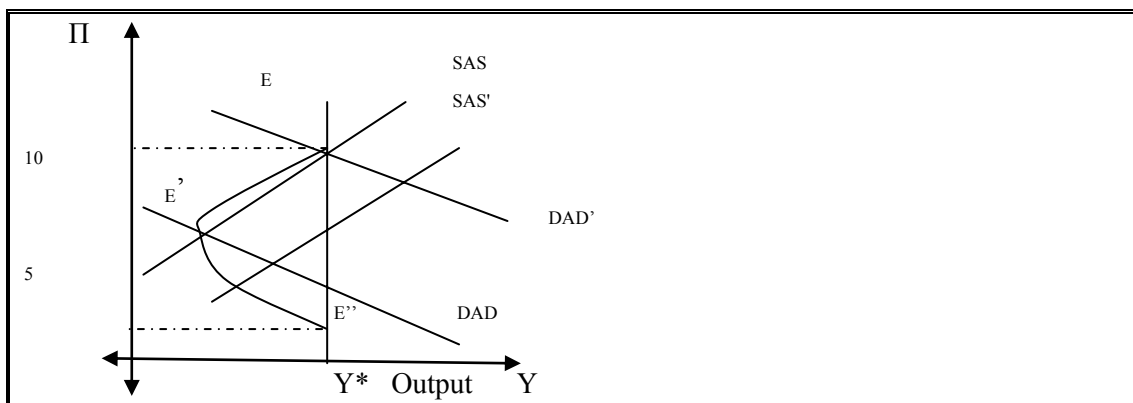 Π
SAS
E
SAS'
10
E’
DAD’
5
E’’
DAD
Y* Output Y